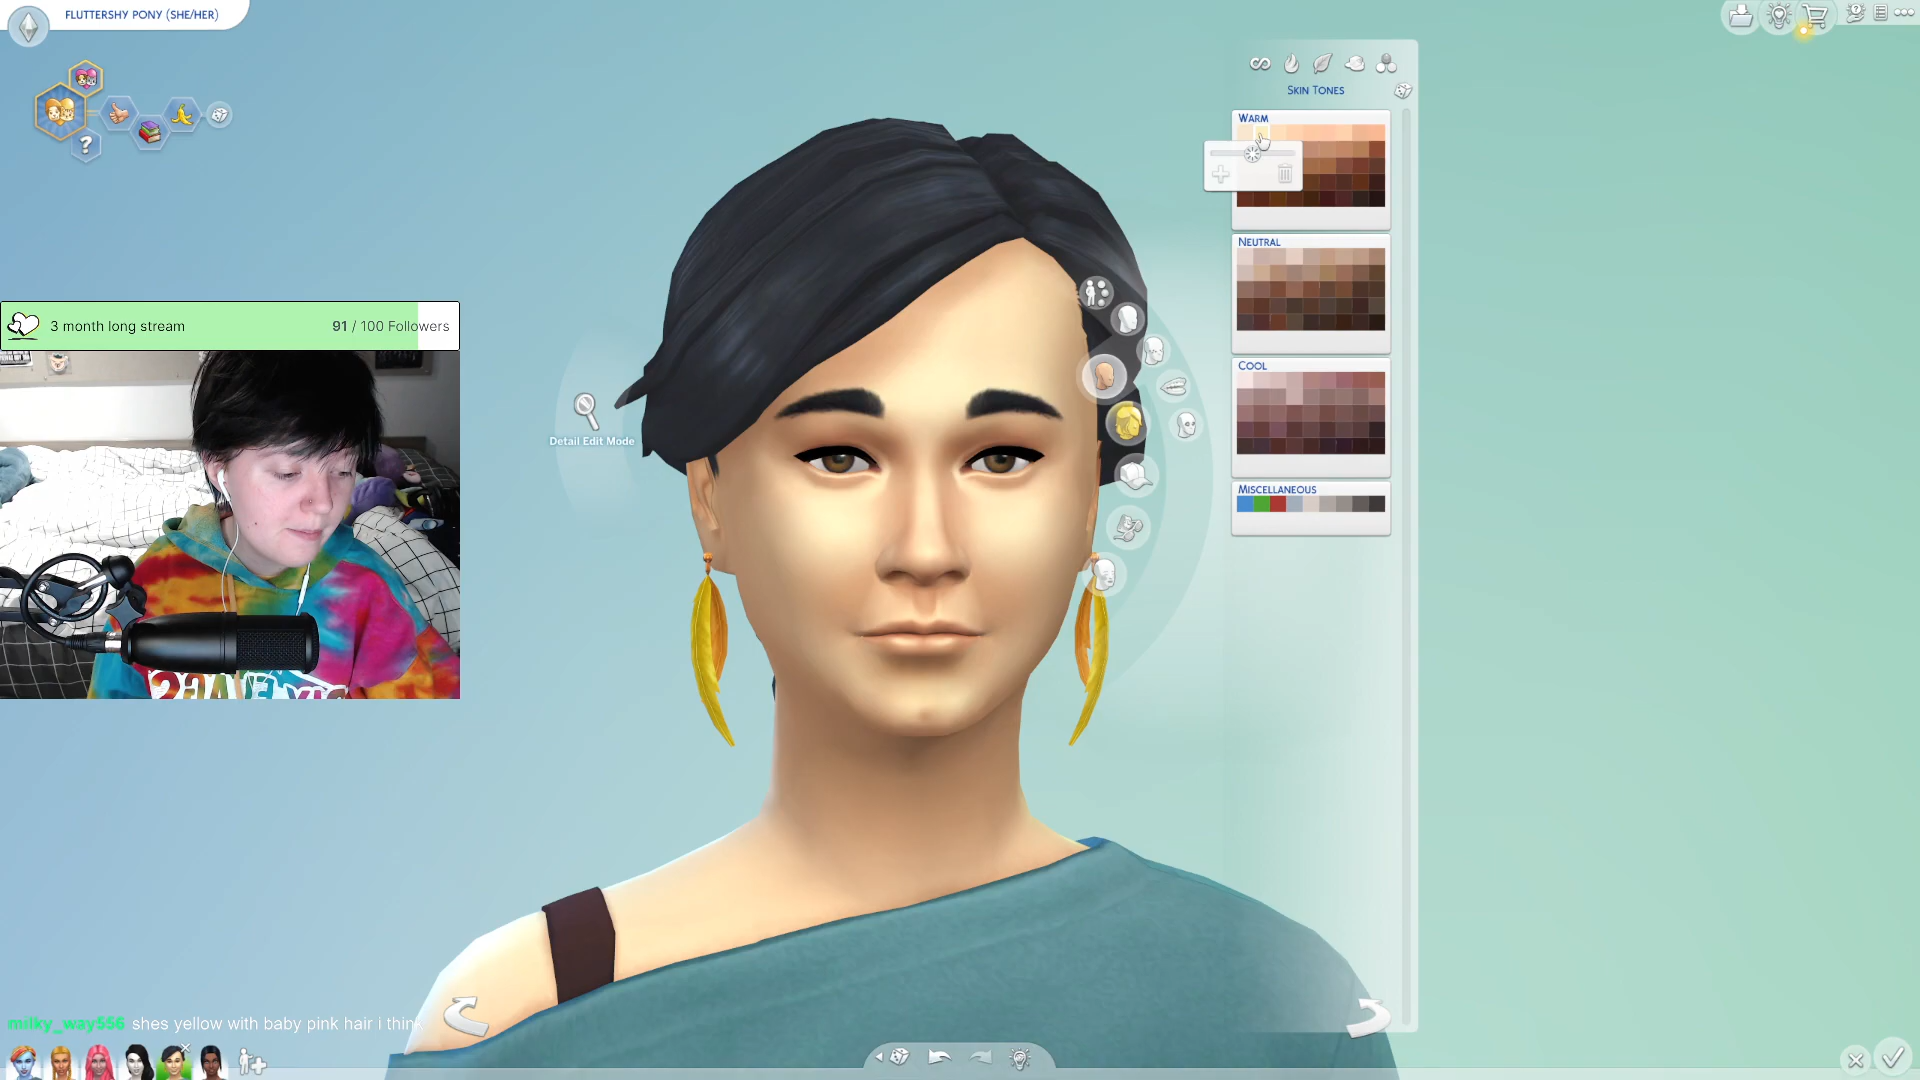 FLUTTERSHY PONY (SHE/HER)
SKIN TONES
WARM
NEUTRAL
3 month long stream
91 / 100 Followers
COOL
Detail Edit Mode
MISCELLANEOUS
milky_way556 shes yellow with baby pink hair i think